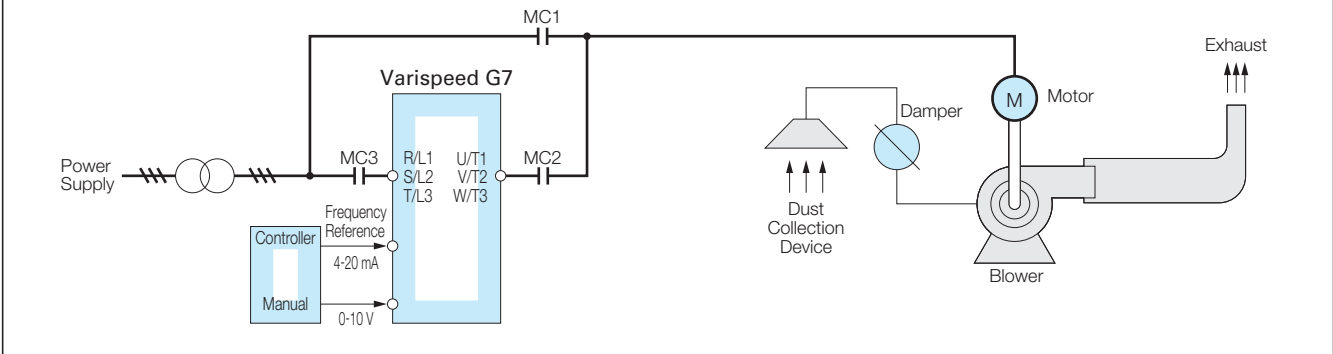 MC1
Varispeed G7
Power
Supply
MC3
R/L1
S/L2
T/L3
U/T1
V/T2
W/T3
MC2
Frequency
Reference
Controller
4-20 mA
Manual
0-10 V
Dust
Collection
Device
Damper
M
Motor
Exhaust
Blower